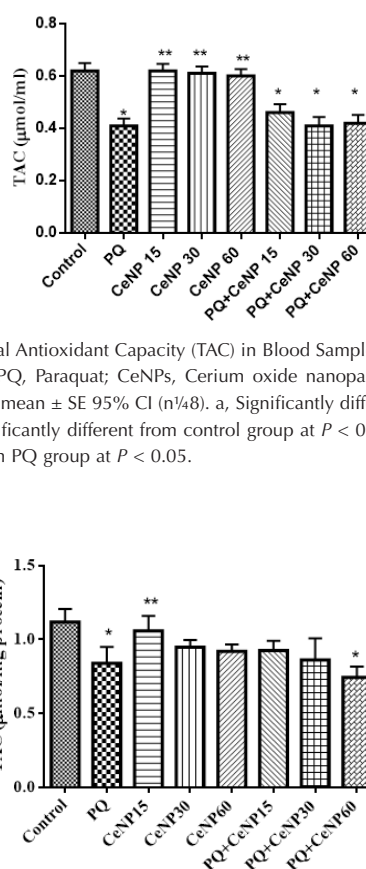 0.8
**
**
**
0.6
*
*
*
*
0.4
0.2
0.0
TAC (µmol/ml)
Control
PQ
CeNP 15
CeNP 30
CeNP 60
PQ+CeNP 15
PQ+CeNP 30
PQ+CeNP 60
al Antioxidant Capacity (TAC) in Blood Sampl
PQ, Paraquat; CeNPs, Cerium oxide nanopa
mean ± SE 95% CI (n¼8). a, Significantly diff
ficantly different from control group at P < 0
PQ group at P < 0.05.
1.5
**
*
*
1.0
0.5
0.0
Control
PQ
CeNP15
CeNP30
CeNP60
PQ+CeNP15
PQ+CeNP30
PQ+CeNP60